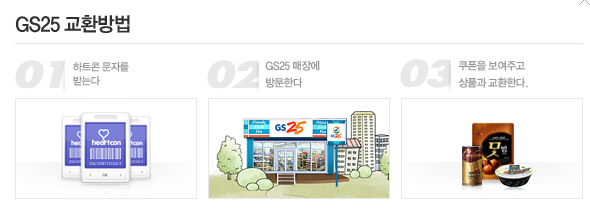 GS25 교환방법
01 하트콘 문자를
받는다
02 GS25 매장에
방문한다
03 쿠폰을 보여주고
상품과 교환한다.
heartcon
GS25